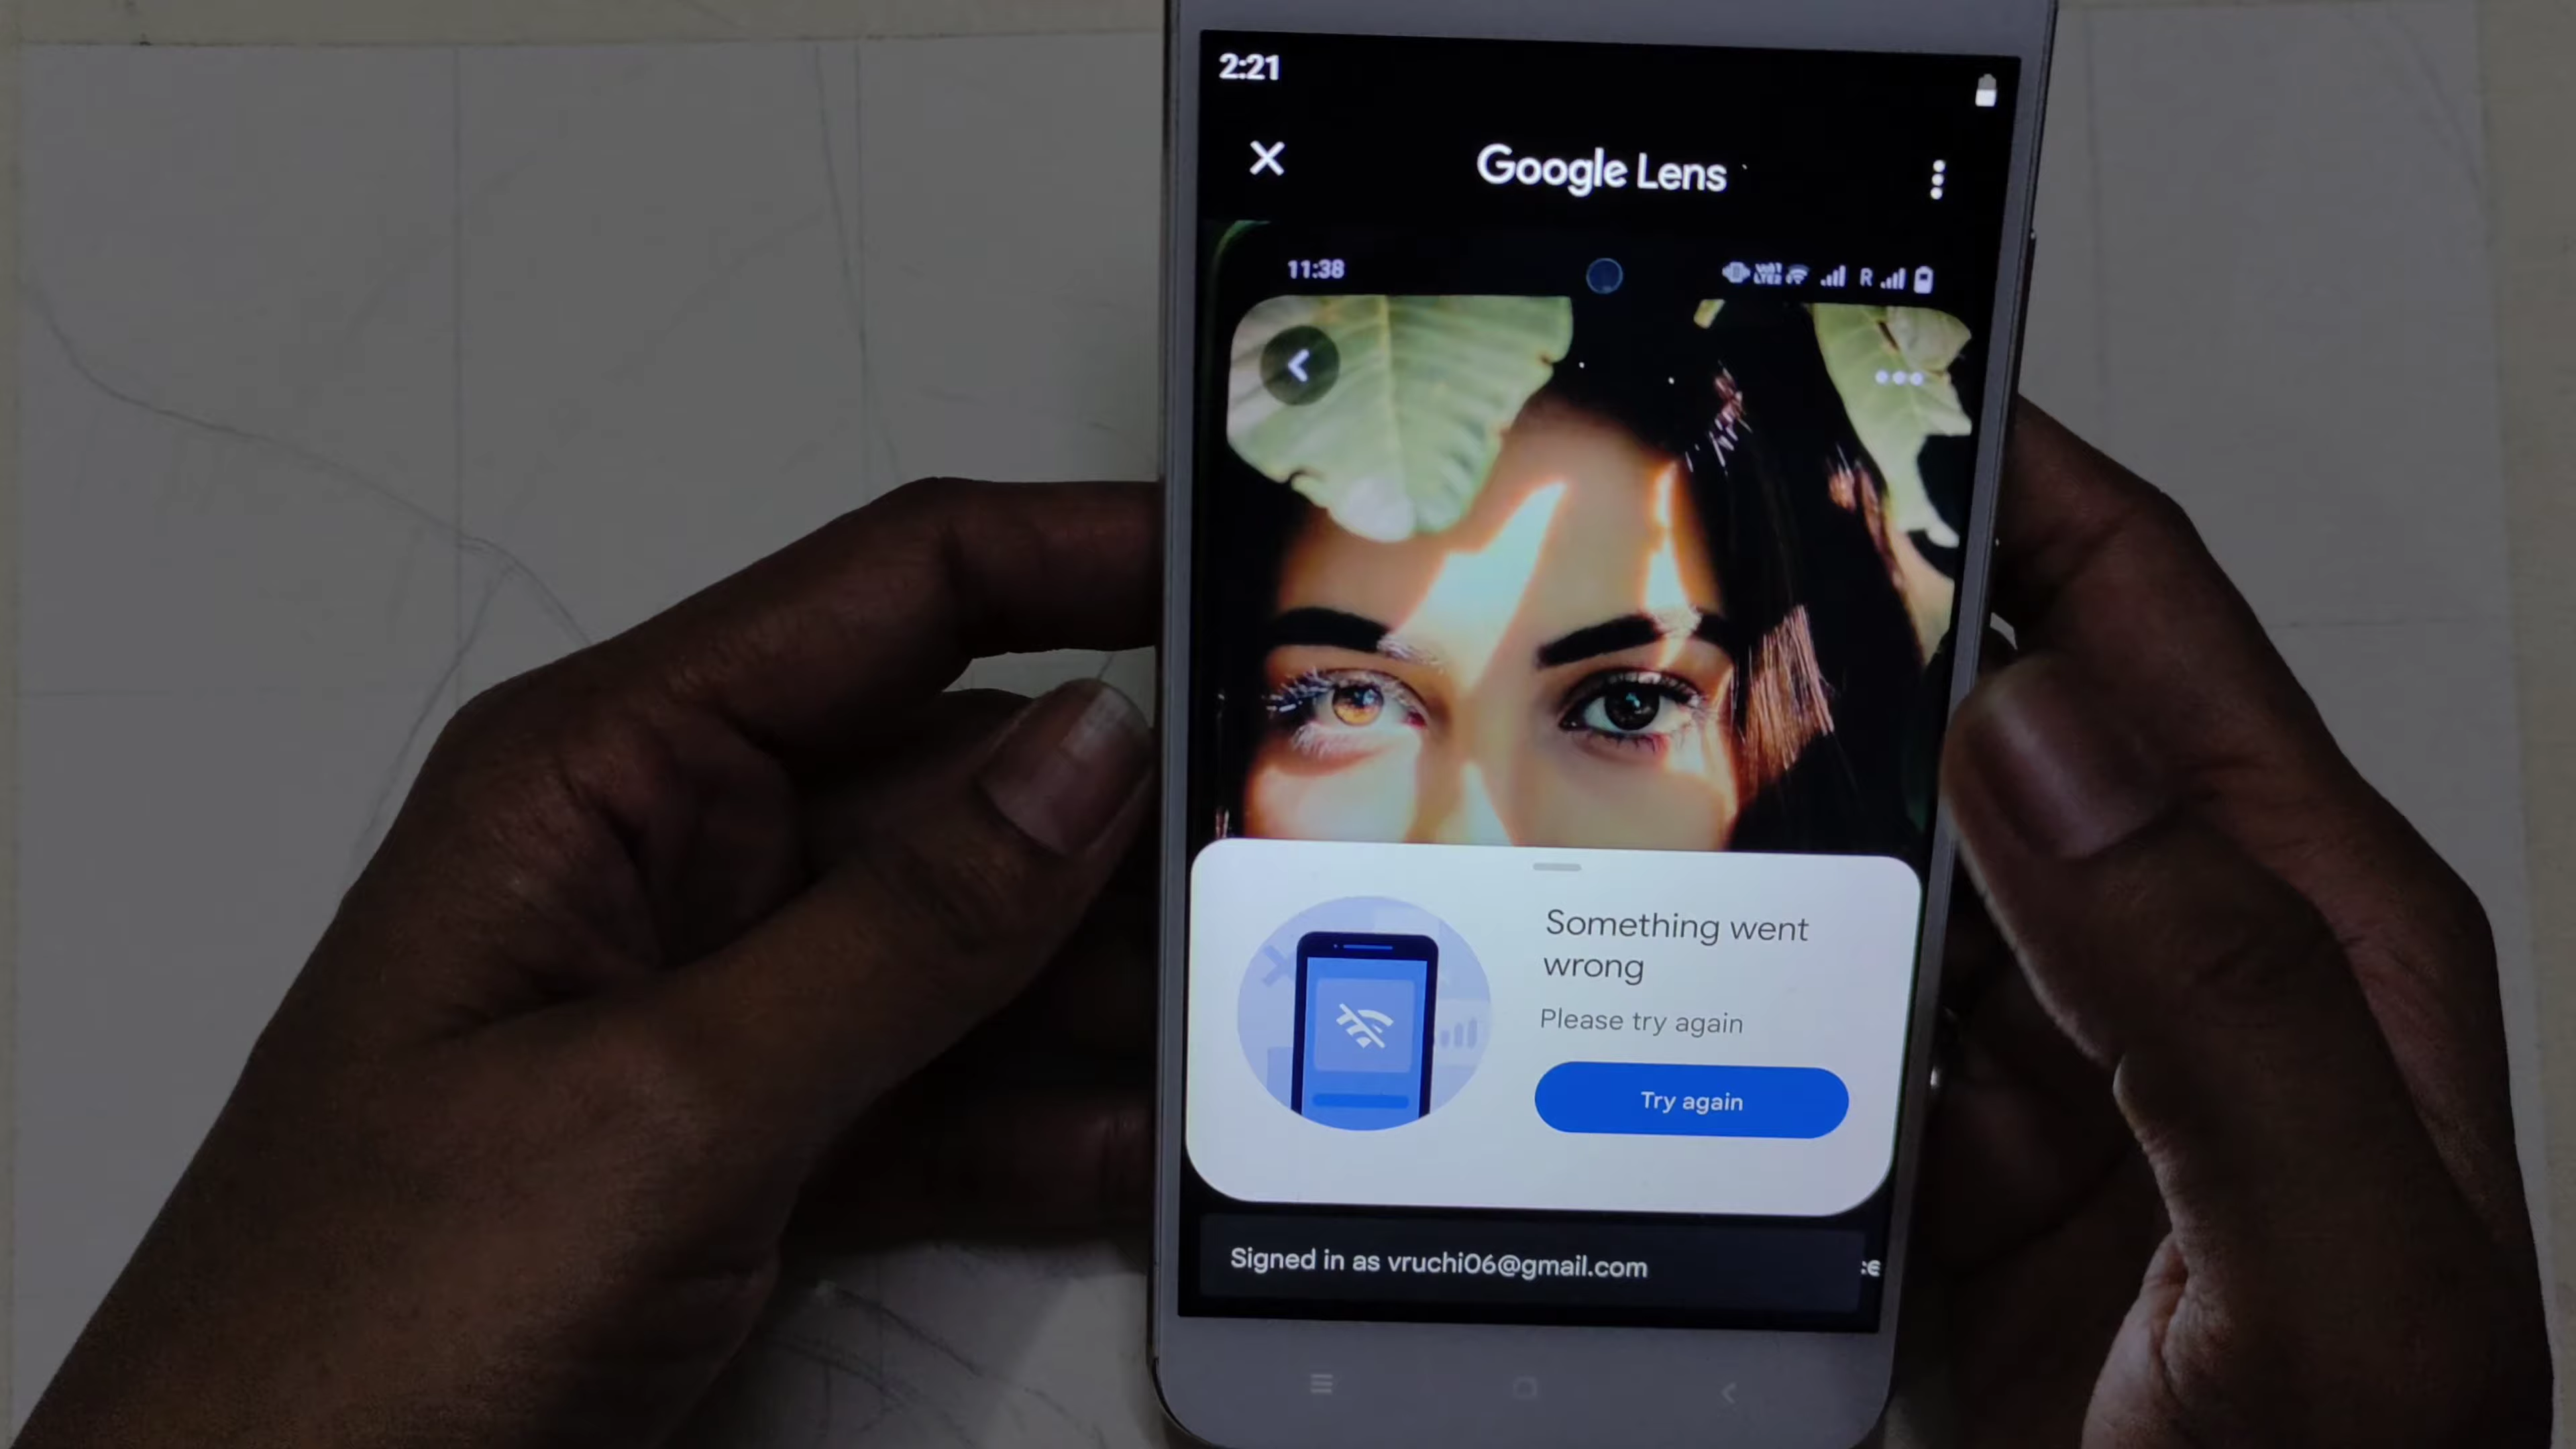 2:21
Google Lens
11:38
R
Something went
wrong
Please try again
Try again
Signed in as vruchi06@gmail.com